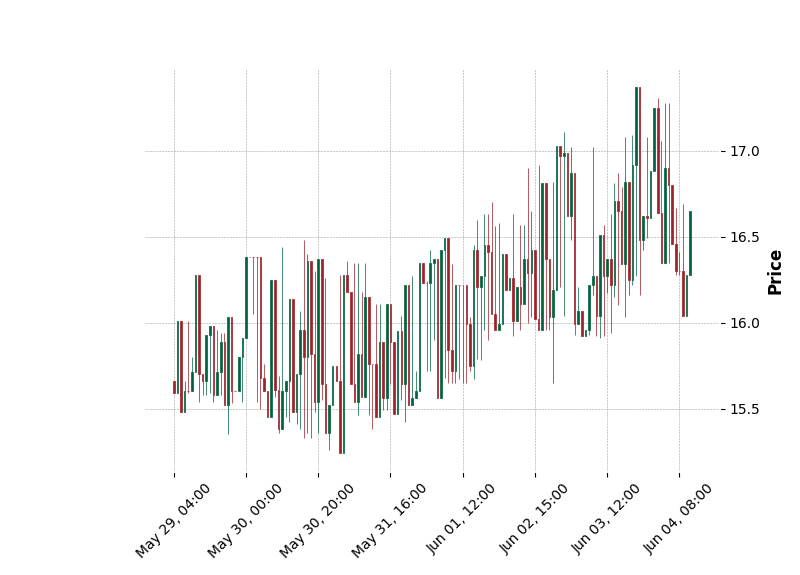 17.0
16.5
16.0
15.5
Price
May 29, 04:00
May 30, 00:00
May 30, 20:00
May 31, 16:00
Jun 01, 12:00
Jun 02, 15:00
Jun 03, 12:00
Jun 04, 08:00